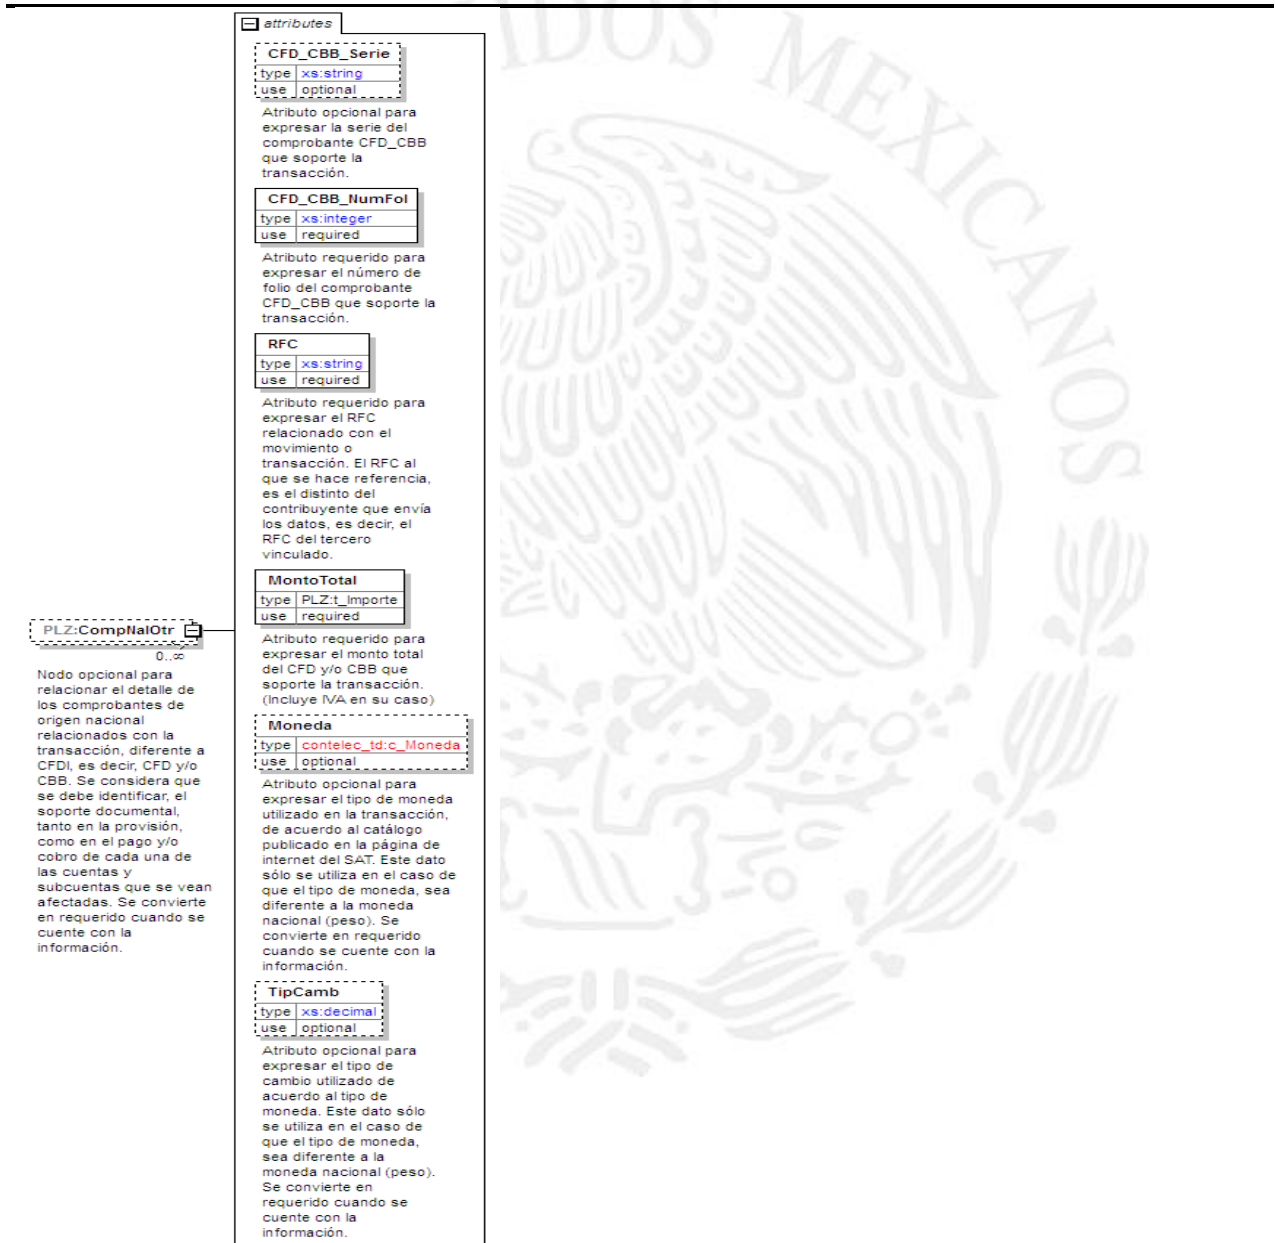 attributes
CFD_CBB_Serie
type xs:string
use optional
Atributo opcional para
expresar la serie del
comprobante CFD_CBB
que soporte la
transacción.
CFD_CBB_NumFol
type xs:integer
use required
Atributo requerido para
expresar el número de
folio del comprobante
CFD_CBB que soporte la
transacción.
RFC
type xs:string
use required
Atributo requerido para
expresar el RFC
relacionado con el
movimiento o
transacción. El RFC al
que se hace referencia,
es el distinto del
contribuyente que envía
los datos, es decir, el
RFC del tercero
vinculado.
MontoTotal
type PLZ:t_Importe
use required
Atributo requerido para
expresar el monto total
del CFD y/o CBB que
soporte la transacción.
(Incluye IVA en su caso)
Moneda
type contelec_td:c_Moneda
use optional
Atributo opcional para
expresar el tipo de moneda
utilizado en la transacción,
de acuerdo al catálogo
publicado en la página de
internet del SAT. Este dato
sólo se utiliza en el caso de
que el tipo de moneda, sea
diferente a la moneda
nacional (peso). Se
convierte en requerido
cuando se cuente con la
información.
TipCamb
type xs:decimal
use optional
Atributo opcional para
expresar el tipo de
cambio utilizado de
acuerdo al tipo de
moneda. Este dato sólo
se utiliza en el caso de
que el tipo de moneda,
sea diferente a la
moneda nacional (peso).
Se convierte en
requerido cuando se
cuente con la
información.
PLZ:CompNalOtr
0..∞
Nodo opcional para
relacionar el detalle de
los comprobantes de
origen nacional
relacionados con la
transacción, diferente a
CFDI, es decir, CFD y/o
CBB. Se considera que
se debe identificar, el
soporte documental,
tanto en la provisión,
como en el pago y/o
cobro de cada una de
las cuentas y
subcuentas que se vean
afectadas. Se convierte
en requerido cuando se
cuente con la
información.
IDOS MEXICANOS